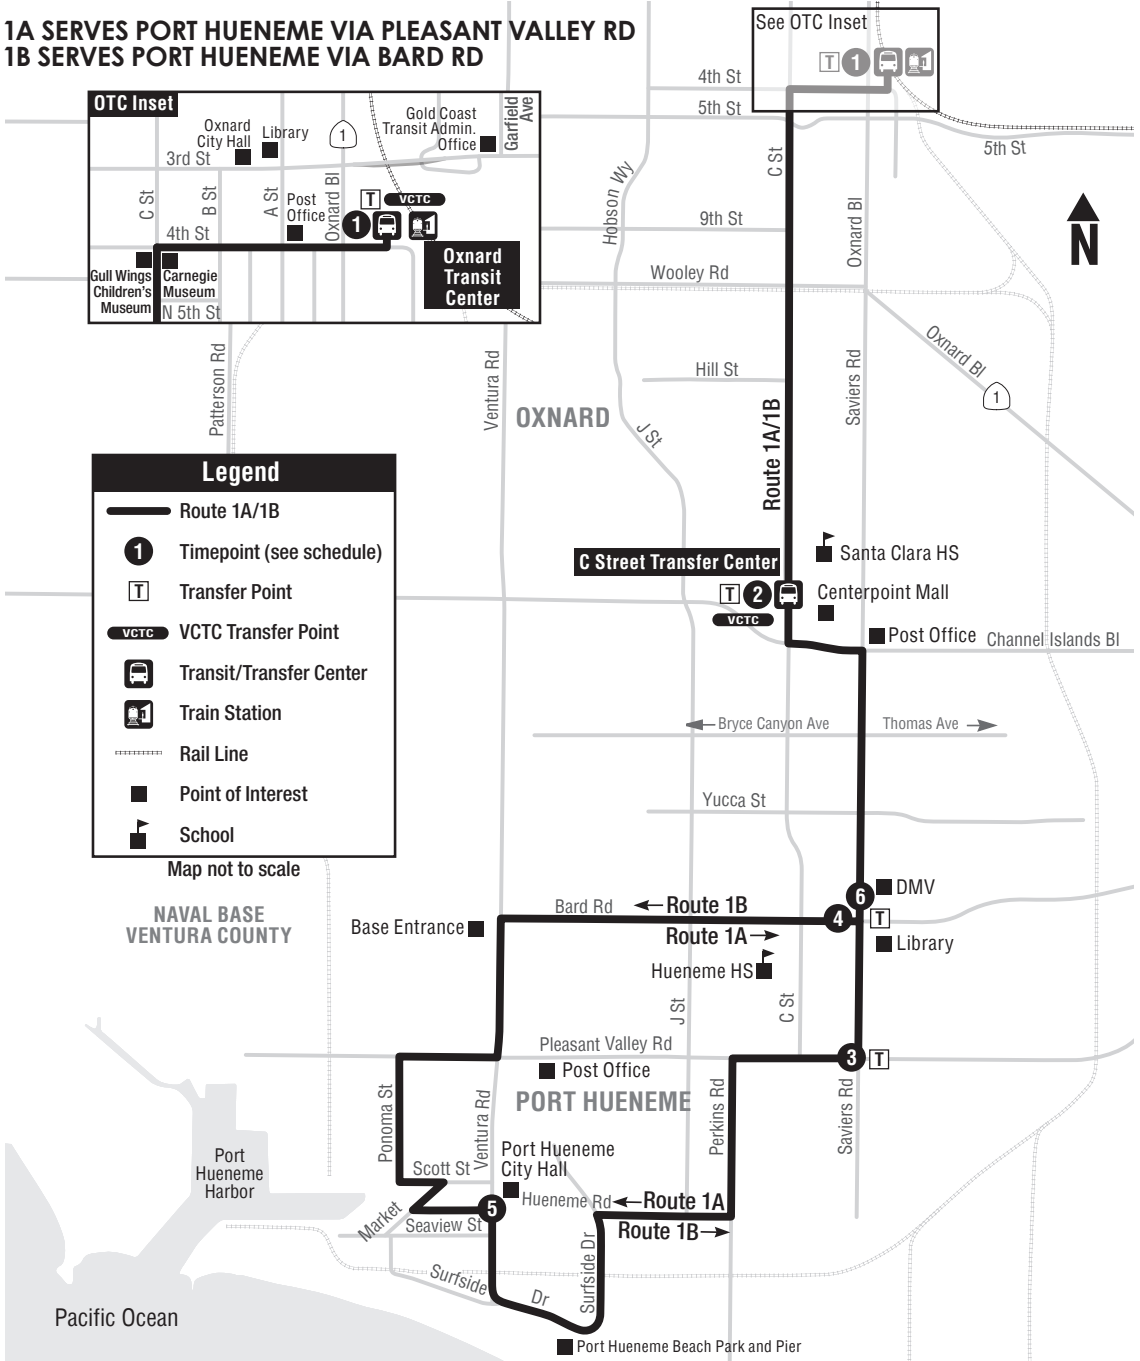 1A SERVES PORT HUENEME VIA PLEASANT VALLEY RD
1B SERVES PORT HUENEME VIA BARD RD
See OTC Inset
T 1
4th St
5th St
5th St
C St
Hobson Wy
9th St
Oxnard Bl
N
Wooley Rd
Oxnard Bl
1
Hill St
Saviers Rd
OTC Inset
Oxnard
City Hall
Library
1
Gold Coast
Transit Admin.
Office
Garfield
Ave
3rd St
C St
B St
A St
Post
Office
Oxnard Bl
T VCTC
1
4th St
Oxnard
Transit
Center
Gull Wings
Children's
Museum
Carnegie
Museum
N 5th St
Patterson Rd
Ventura Rd
OXNARD
J St
Route 1A/1B
Legend
Route 1A/1B
1 Timepoint (see schedule)
T Transfer Point
VCTC VCTC Transfer Point
Transit/Transfer Center
Train Station
Rail Line
Point of Interest
School
Map not to scale
C Street Transfer Center
T 2
VCTC
Santa Clara HS
Centerpoint Mall
Post Office
Channel Islands Bl
Bryce Canyon Ave
Thomas Ave
Yucca St
NAVAL BASE
VENTURA COUNTY
Base Entrance
Bard Rd
Route 1B
Route 1A
6
DMV
4
T
Library
Hueneme HS
J St
C St
Pleasant Valley Rd
Post Office
3
T
PORT HUENEME
Ponoma St
Ventura Rd
Perkins Rd
Saviers Rd
Scott St
Port Hueneme
City Hall
Port
Hueneme
Harbor
Market
Seaview St
5
Hueneme Rd
Route 1A
Route 1B
Surfside Dr
Surfside Dr
Pacific Ocean
Port Hueneme Beach Park and Pier